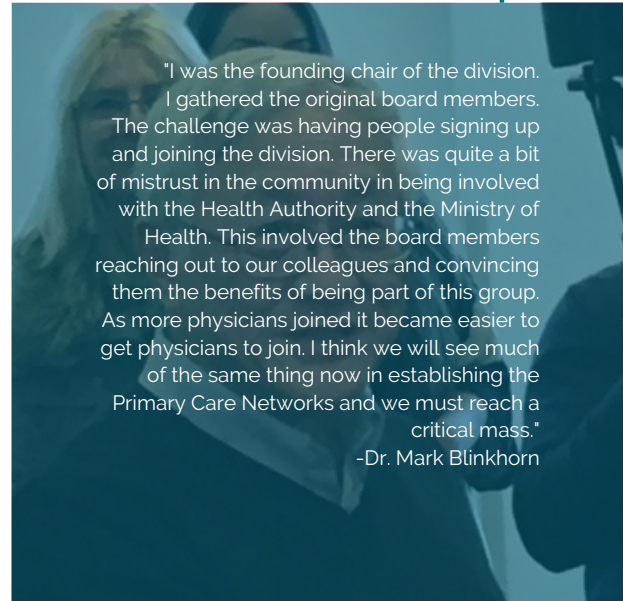 "I was the founding chair of the division.
I gathered the original board members.
The challenge was having people signing up
and joining the division. There was quite a bit
of mistrust in the community in being involved
with the Health Authority and the Ministry of
Health. This involved the board members
reaching out to our colleagues and convincing
them the benefits of being part of this group.
As more physicians joined it became easier to
get physicians to join. I think we will see much
of the same thing now in establishing the
Primary Care Networks and we must reach a
critical mass."
-Dr. Mark Blinkhorn